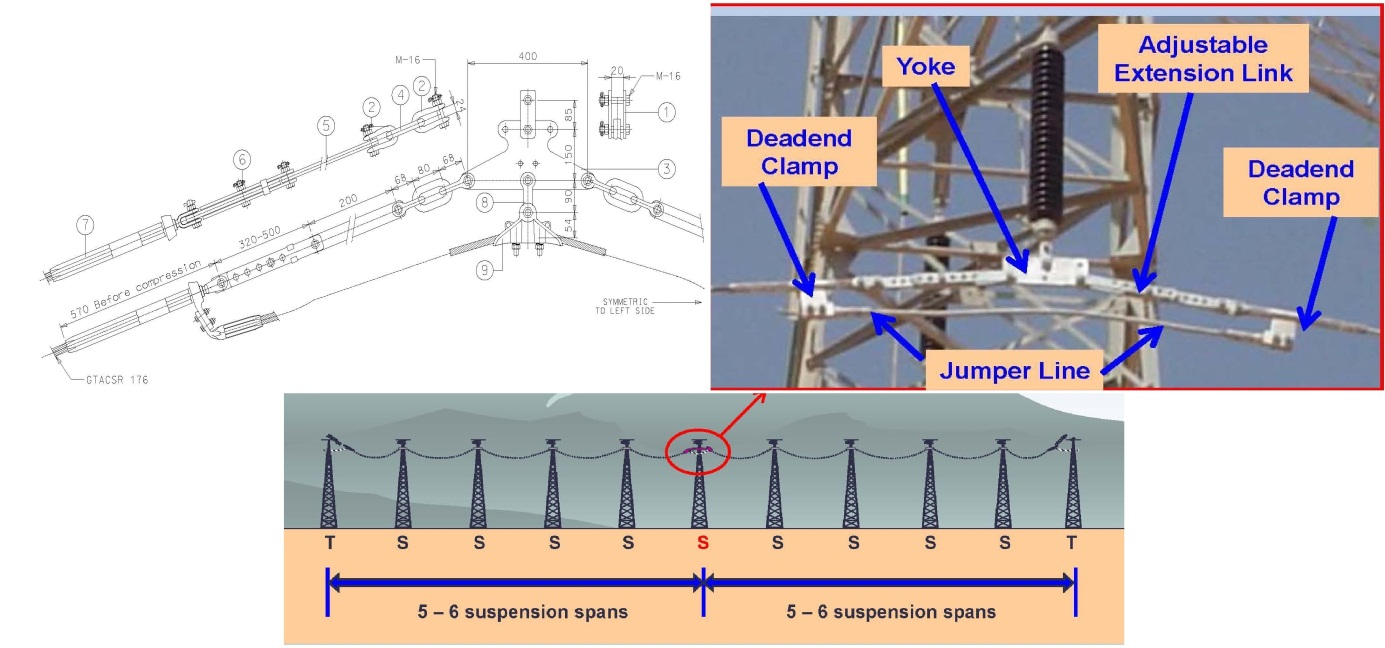 M-16
400
20
M-16
2
4
2
24
1
85
5
150
6
68
80
68
3
200
90
8
7
320-500
54
9
570 Before compression
SYMMETRIC
TO LEFT SIDE
GTACSR 176
Yoke
Adjustable
Extension Link
Deadend
Clamp
Deadend
Clamp
Jumper Line
T S S S S S S S S S T
5 – 6 suspension spans
5 – 6 suspension spans